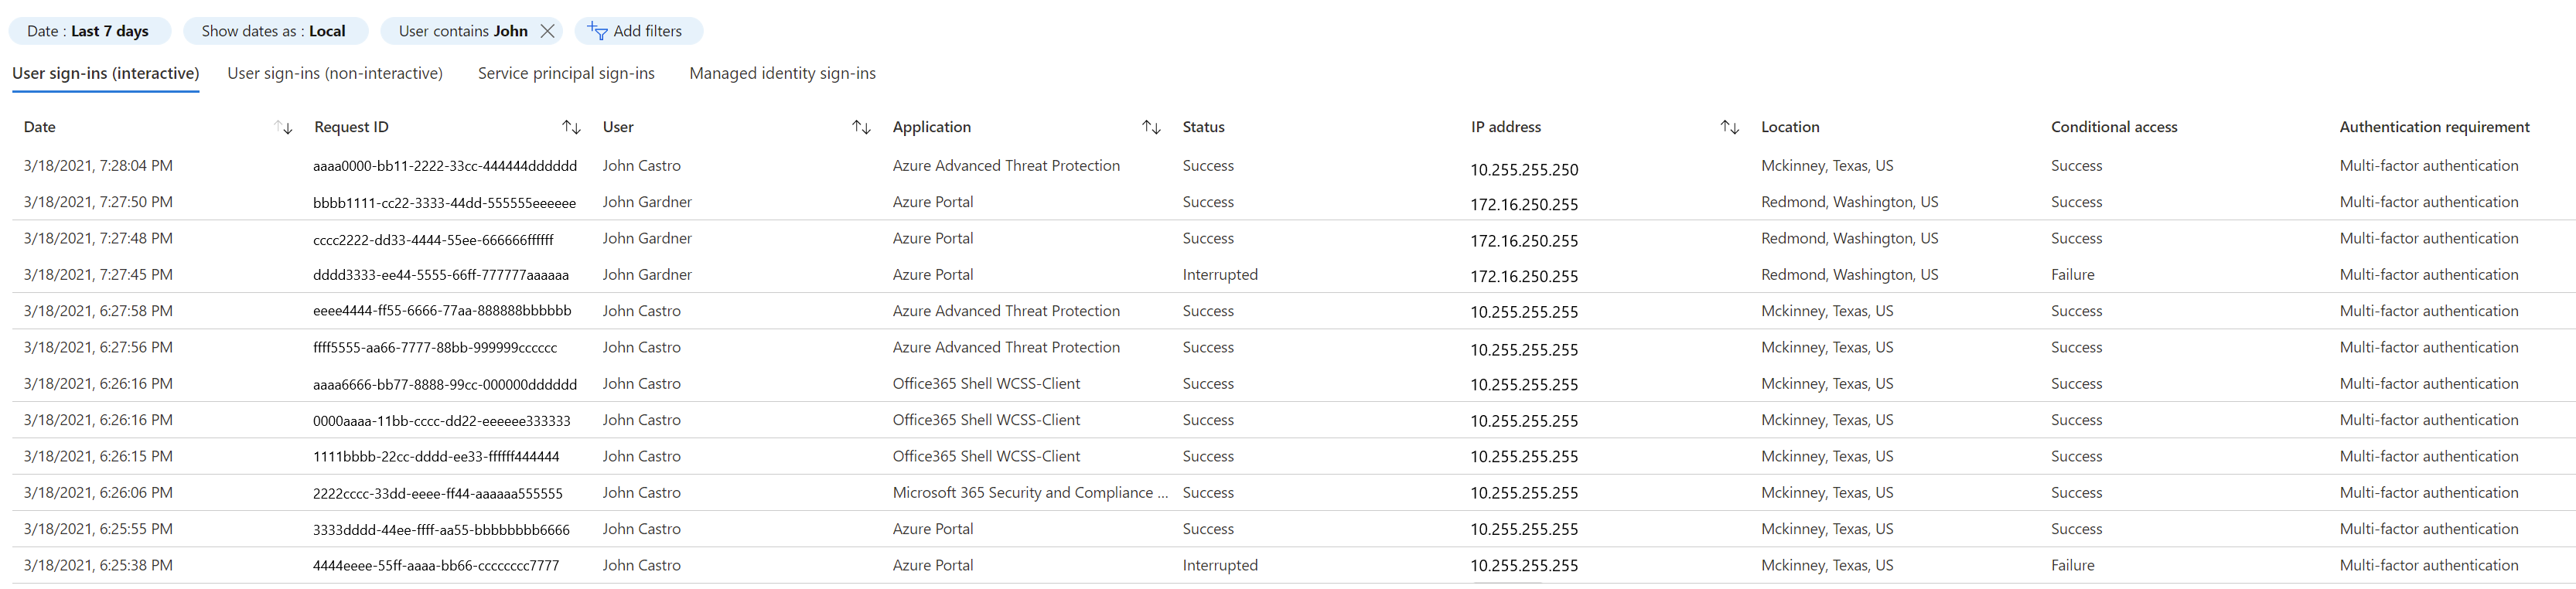 Date : Last 7 days Show dates as : Local User contains John Add filters
User sign-ins (interactive) User sign-ins (non-interactive) Service principal sign-ins Managed identity sign-ins
Date Request ID User Application Status IP address Location Conditional access Authentication requirement
3/18/2021, 7:28:04 PM aaaa0000-bb11-2222-33cc-444444dddddd John Castro Azure Advanced Threat Protection Success 10.255.255.250 Mckinney, Texas, US Success Multi-factor authentication
3/18/2021, 7:27:50 PM bbbb1111-cc22-3333-44dd-555555eeeeee John Gardner Azure Portal Success 172.16.250.255 Redmond, Washington, US Success Multi-factor authentication
3/18/2021, 7:27:48 PM cccc2222-dd33-4444-55ee-666666ffffff John Gardner Azure Portal Success 172.16.250.255 Redmond, Washington, US Success Multi-factor authentication
3/18/2021, 7:27:45 PM dddd3333-ee44-5555-66ff-777777aaaaaa John Gardner Azure Portal Interrupted 172.16.250.255 Redmond, Washington, US Failure Multi-factor authentication
3/18/2021, 6:27:58 PM eeee4444-ff55-6666-77aa-888888bbbbbb John Castro Azure Advanced Threat Protection Success 10.255.255.255 Mckinney, Texas, US Success Multi-factor authentication
3/18/2021, 6:27:56 PM ffff5555-aa66-7777-88bb-999999cccccc John Castro Azure Advanced Threat Protection Success 10.255.255.255 Mckinney, Texas, US Success Multi-factor authentication
3/18/2021, 6:26:16 PM aaaa6666-bb77-8888-99cc-000000dddddd John Castro Office365 Shell WCSS-Client Success 10.255.255.255 Mckinney, Texas, US Success Multi-factor authentication
3/18/2021, 6:26:16 PM 0000aaaa-11bb-cccc-dd22-eeeeee333333 John Castro Office365 Shell WCSS-Client Success 10.255.255.255 Mckinney, Texas, US Success Multi-factor authentication
3/18/2021, 6:26:15 PM 1111bbbb-22cc-dddd-ee33-ffffff444444 John Castro Office365 Shell WCSS-Client Success 10.255.255.255 Mckinney, Texas, US Success Multi-factor authentication
3/18/2021, 6:26:06 PM 2222cccc-33dd-eeee-ff44-aaaaaa555555 John Castro Microsoft 365 Security and Compliance ... Success 10.255.255.255 Mckinney, Texas, US Success Multi-factor authentication
3/18/2021, 6:25:55 PM 3333dddd-44ee-ffff-aa55-bbbbbbbb6666 John Castro Azure Portal Success 10.255.255.255 Mckinney, Texas, US Success Multi-factor authentication
3/18/2021, 6:25:38 PM 4444eeee-55ff-aaaa-bb66-cccccccc7777 John Castro Azure Portal Interrupted 10.255.255.255 Mckinney, Texas, US Failure Multi-factor authentication